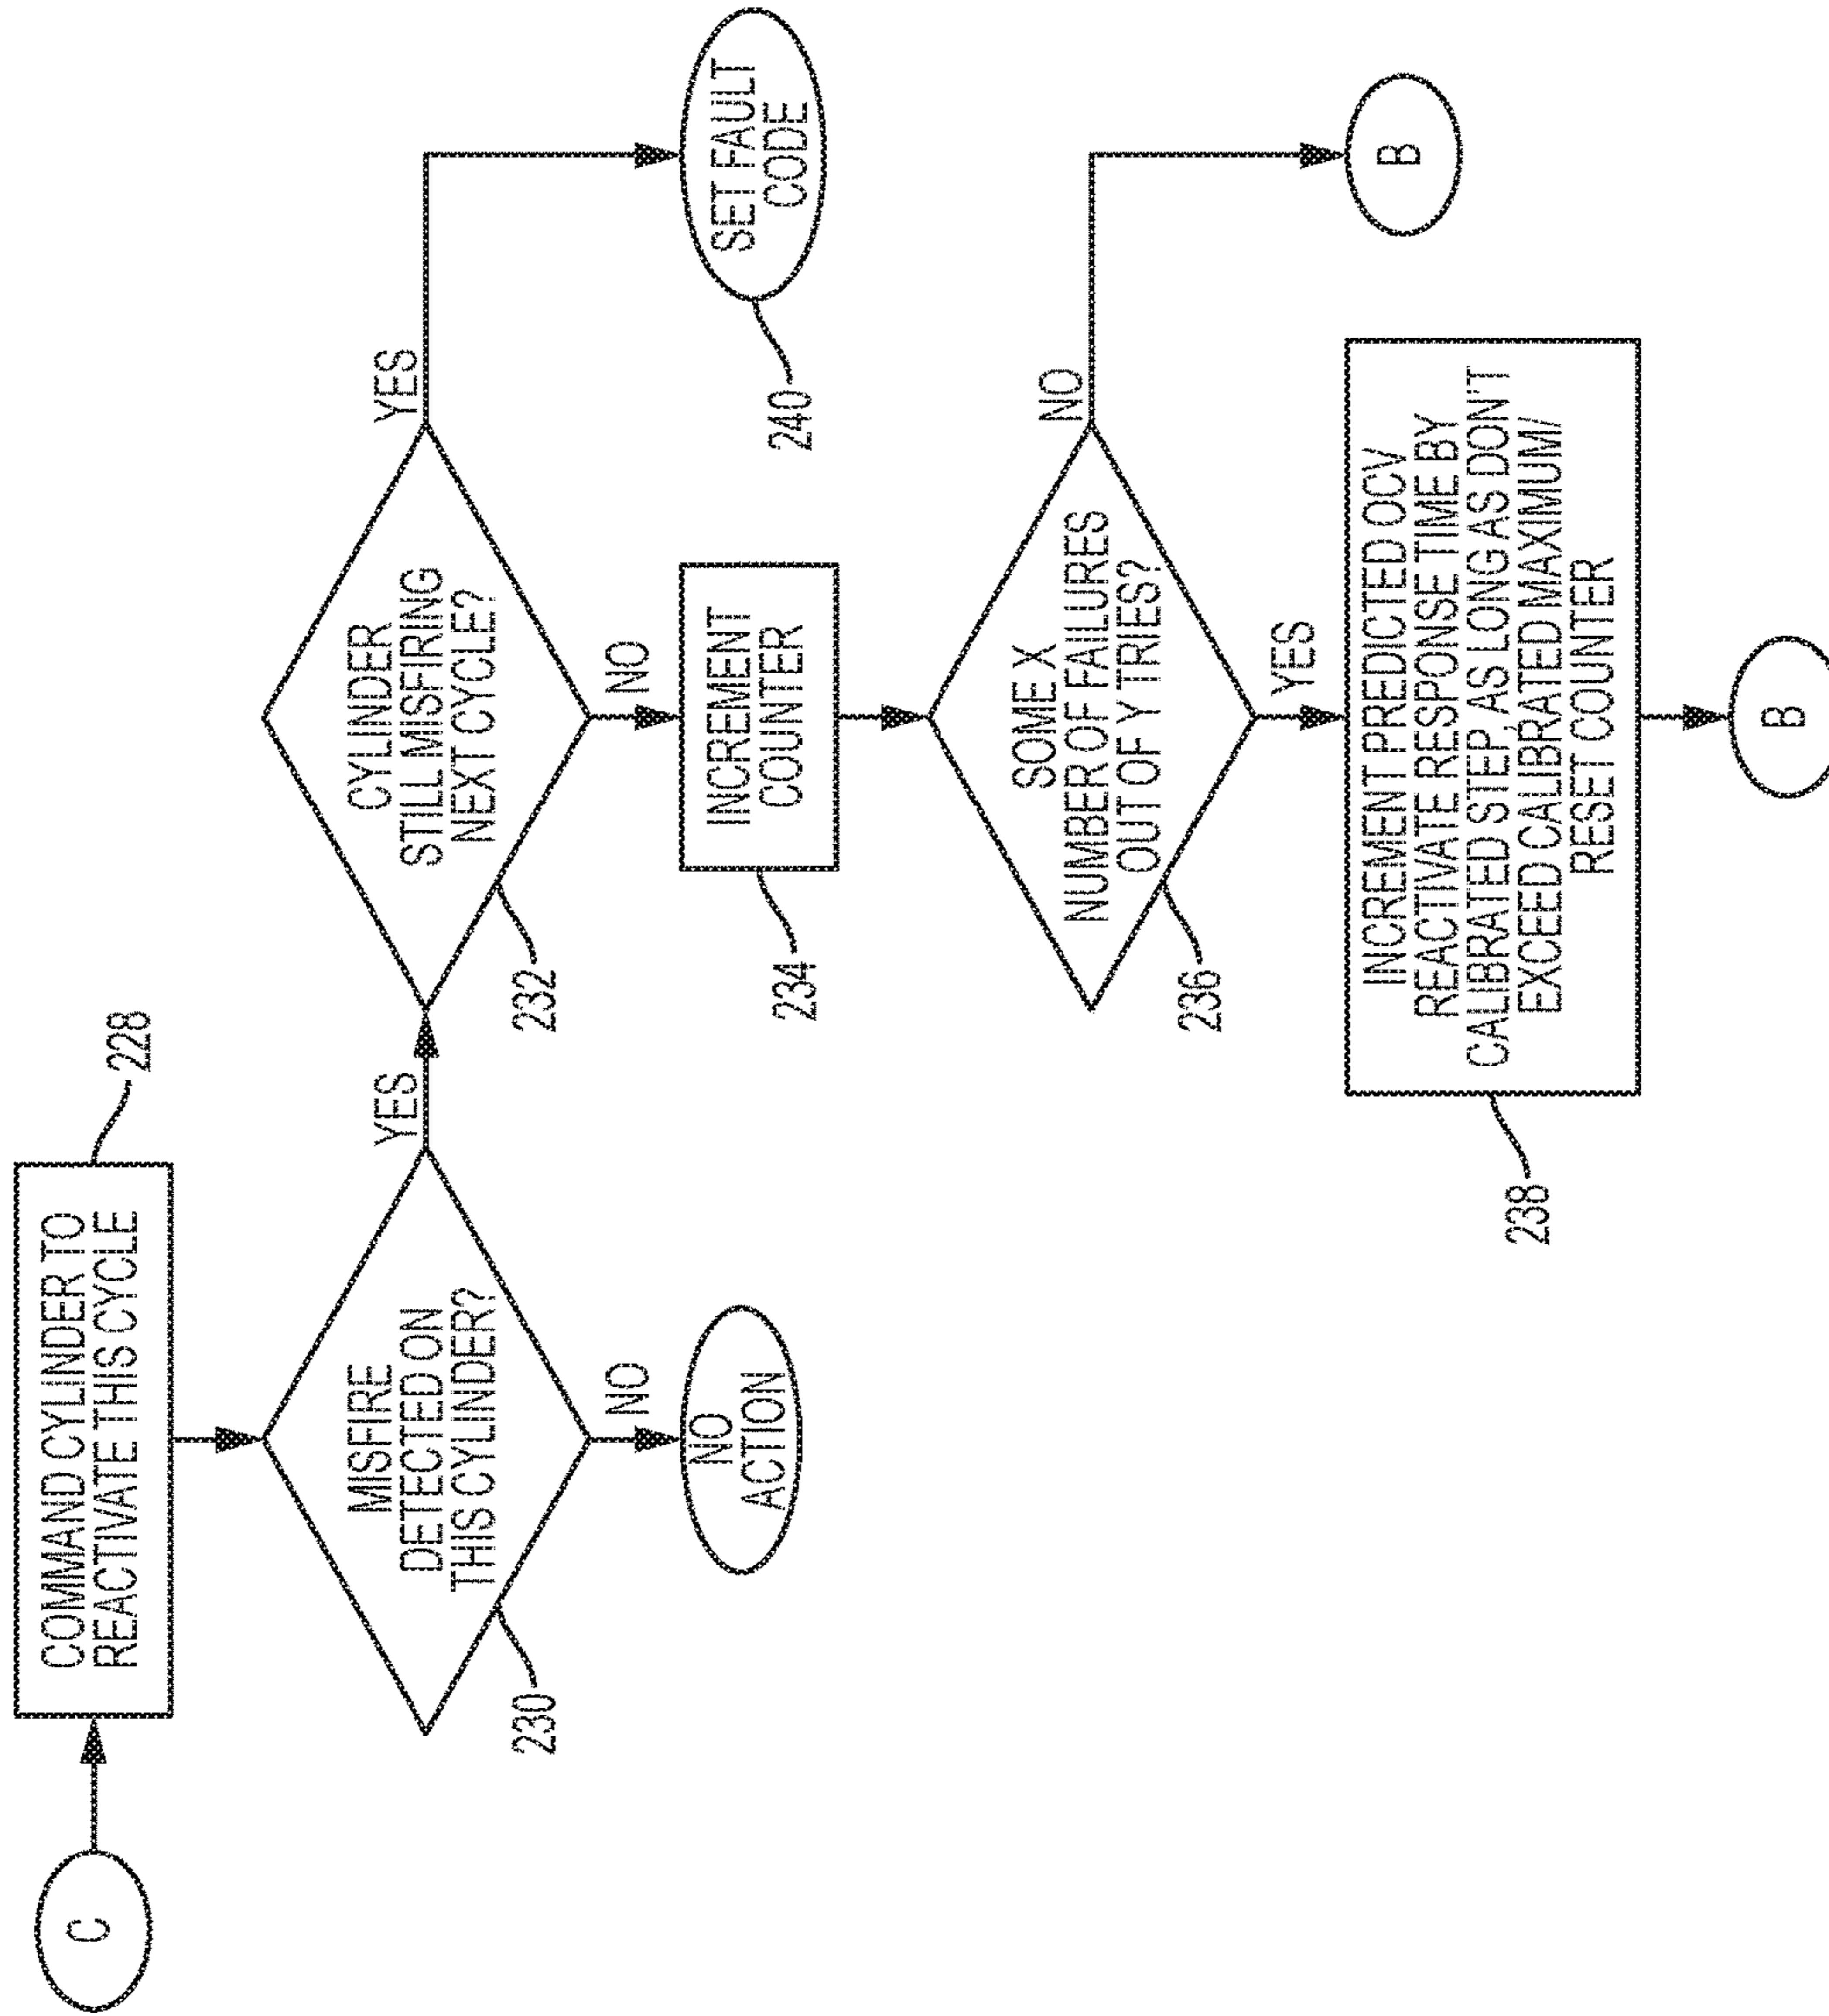 C
COMMAND CYLINDER TO
REACTIVATE THIS CYCLE
228
MISFIRE
DETECTED ON
THIS CYLINDER?
230
YES
NO
NO
ACTION
CYLINDER
STILL MISFIRING
NEXT CYCLE?
232
YES
SET FAULT
CODE
240
NO
INCREMENT
COUNTER
234
SOME X
NUMBER OF FAILURES
OUT OF Y TRIES?
236
NO
B
YES
INCREMENT PREDICTED OCV
REACTIVATE RESPONSE TIME BY
CALIBRATED STEP, AS LONG AS DON'T
EXCEED CALIBRATED MAXIMUM/
RESET COUNTER
238
B